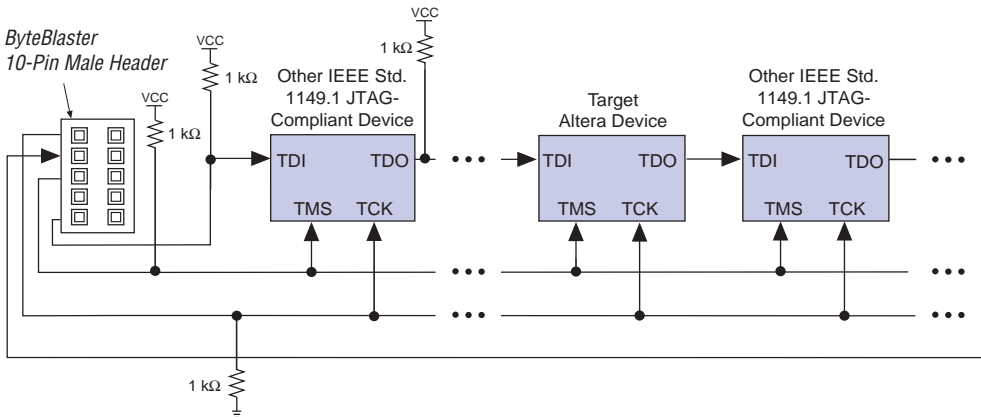 ByteBlaster
10-Pin Male Header
VCC
1 kΩ
VCC
1 kΩ
VCC
1 kΩ
Other IEEE Std.
1149.1 JTAG-
Compliant Device
TDI TDO
TMS TCK
Target
Altera Device
TDI TDO
TMS TCK
Other IEEE Std.
1149.1 JTAG-
Compliant Device
TDI TDO
TMS TCK
1 kΩ